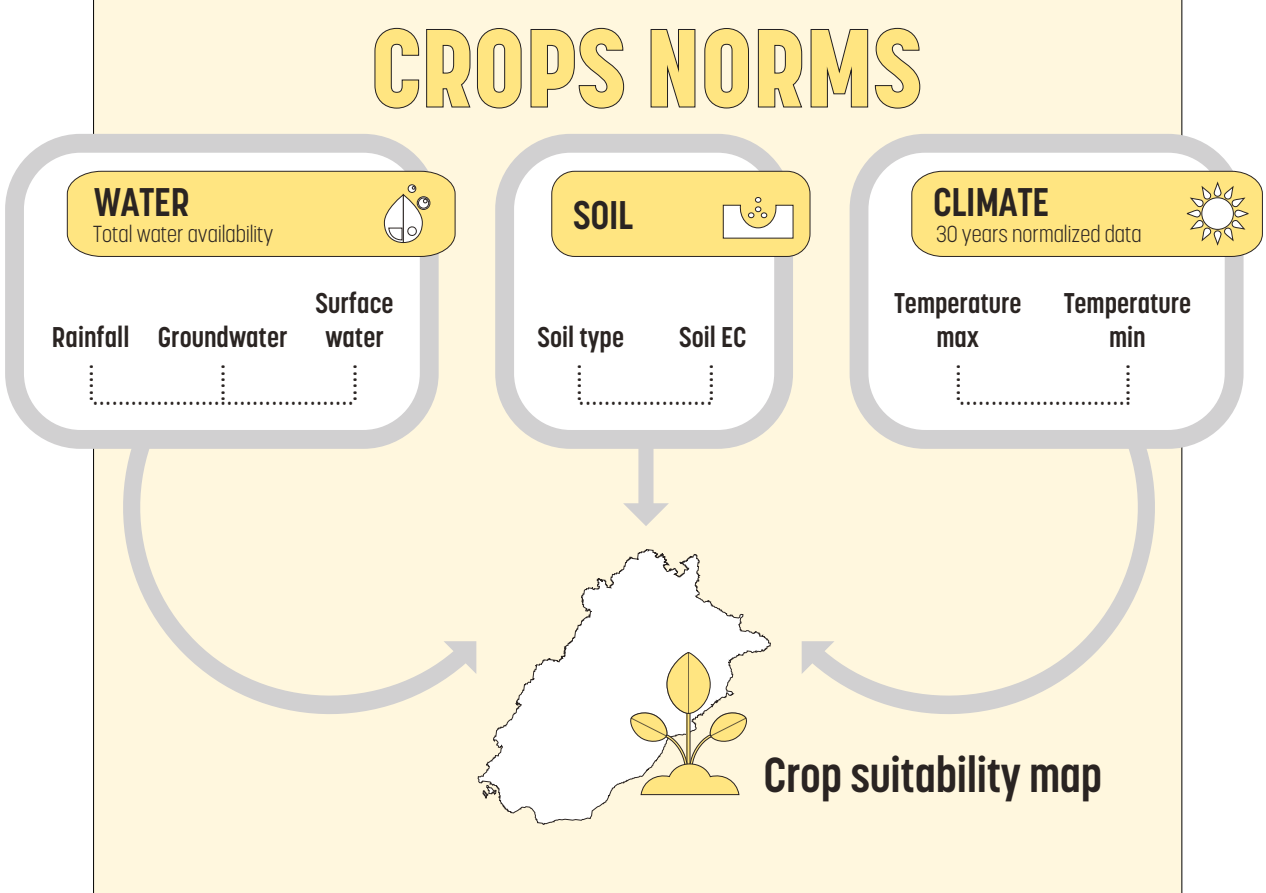 CROPS NORMS
WATER
Total water availability
Rainfall
Groundwater
Surface
water
SOIL
Soil type
Soil EC
CLIMATE
30 years normalized data
Temperature
max
Temperature
min
Crop suitability map